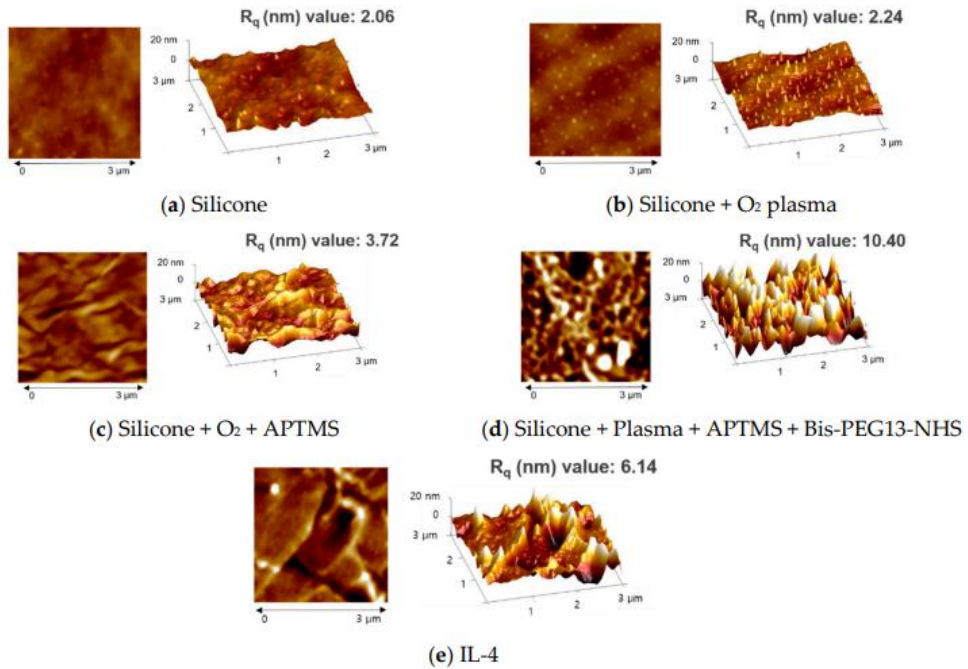 R_q (nm) value: 2.06
20 nm
0
3 µm
2
1
1
2
3 µm
0
3 µm
(a) Silicone
R_q (nm) value: 2.24
20 nm
0
3 µm
2
1
1
2
3 µm
0
3 µm
(b) Silicone + O₂ plasma
R_q (nm) value: 3.72
20 nm
0
3 µm
2
1
1
2
3 µm
0
3 µm
(c) Silicone + O₂ + APTMS
R_q (nm) value: 10.40
20 nm
0
3 µm
2
1
1
2
3 µm
0
3 µm
(d) Silicone + Plasma + APTMS + Bis-PEG13-NHS
R_q (nm) value: 6.14
20 nm
0
3 µm
2
1
1
2
3 µm
0
3 µm
(e) IL-4